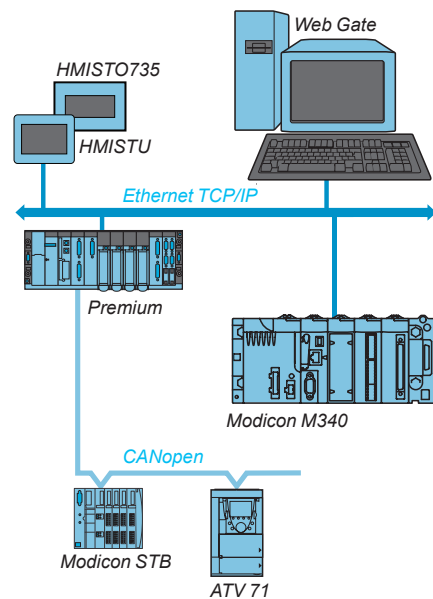 Web Gate
HMISTO735
HMISTU
Ethernet TCP/IP
Premium
Modicon M340
CANopen
Modicon STB
ATV 71